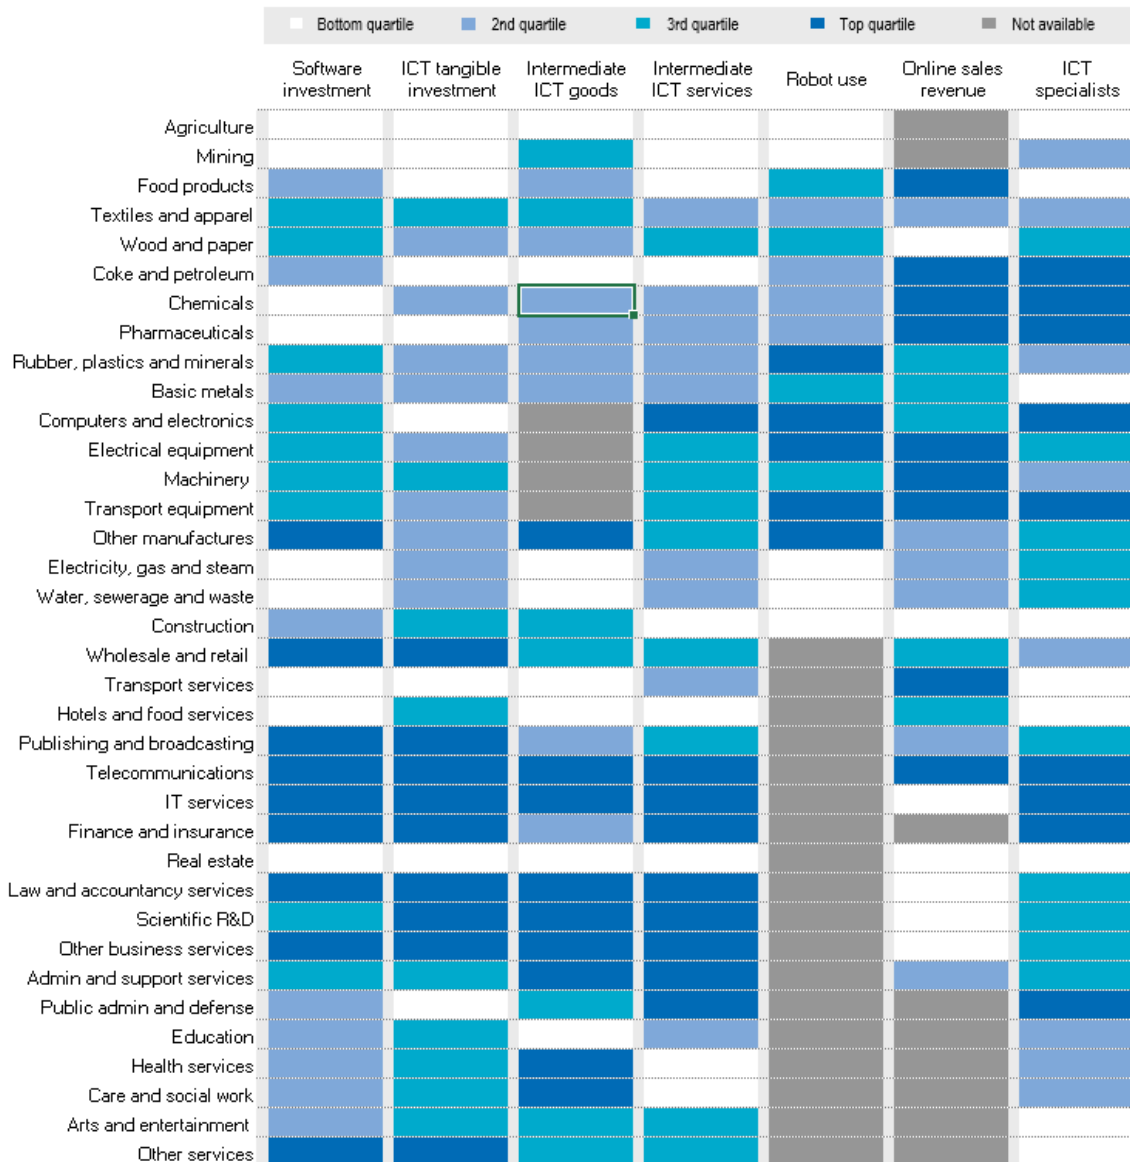 Bottom quartile 2nd quartile 3rd quartile Top quartile Not available
Software investment ICT tangible investment Intermediate ICT goods Intermediate ICT services Robot use Online sales revenue ICT specialists
Agriculture
Mining
Food products
Textiles and apparel
Wood and paper
Coke and petroleum
Chemicals
Pharmaceuticals
Rubber, plastics and minerals
Basic metals
Computers and electronics
Electrical equipment
Machinery
Transport equipment
Other manufactures
Electricity, gas and steam
Water, sewerage and waste
Construction
Wholesale and retail
Transport services
Hotels and food services
Publishing and broadcasting
Telecommunications
IT services
Finance and insurance
Real estate
Law and accountancy services
Scientific R&D
Other business services
Admin and support services
Public admin and defense
Education
Health services
Care and social work
Arts and entertainment
Other services